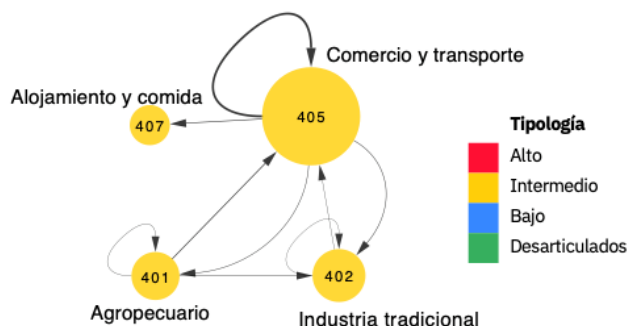 Comercio y transporte
Alojamiento y comida
407
405
Tipología
Alto
Intermedio
Bajo
Desarticulados
401
402
Agropecuario
Industria tradicional